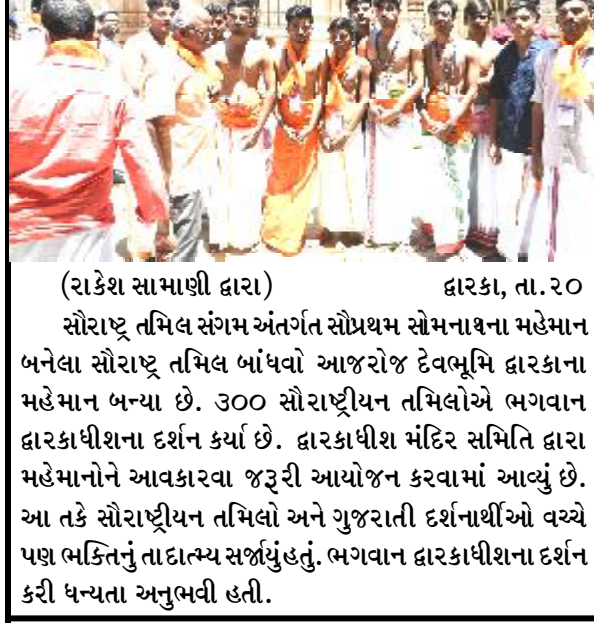 (રાકેશ સામાણી દ્વારા) દ્વારકા, તા.૨૦
સૌરાષ્ટ્ર તમિલ સંગમ અંતર્ગત સૌપ્રથમ સોમનાથના મહેમાન
બનેલા સૌરાષ્ટ્ર તમિલ બાંધવો આજરોજ દેવભૂમિ દ્વારકાના
મહેમાન બન્યા છે. ૩૦૦ સૌરાષ્ટ્રીયન તમિલોએ ભગવાન
દ્વારકાધીશના દર્શન કર્યા છે. દ્વારકાધીશ મંદિર સમિતિ દ્વારા
મહેમાનોને આવકારવા જરૂરી આયોજન કરવામાં આવ્યું છે.
આ તકે સૌરાષ્ટ્રીયન તમિલો અને ગુજરાતી દર્શનાર્થીઓ વચ્ચે
પણ ભક્તિનું તાદાત્મ્ય સર્જાયુંહતું. ભગવાન દ્વારકાધીશના દર્શન
કરી ધન્યતા અનુભવી હતી.